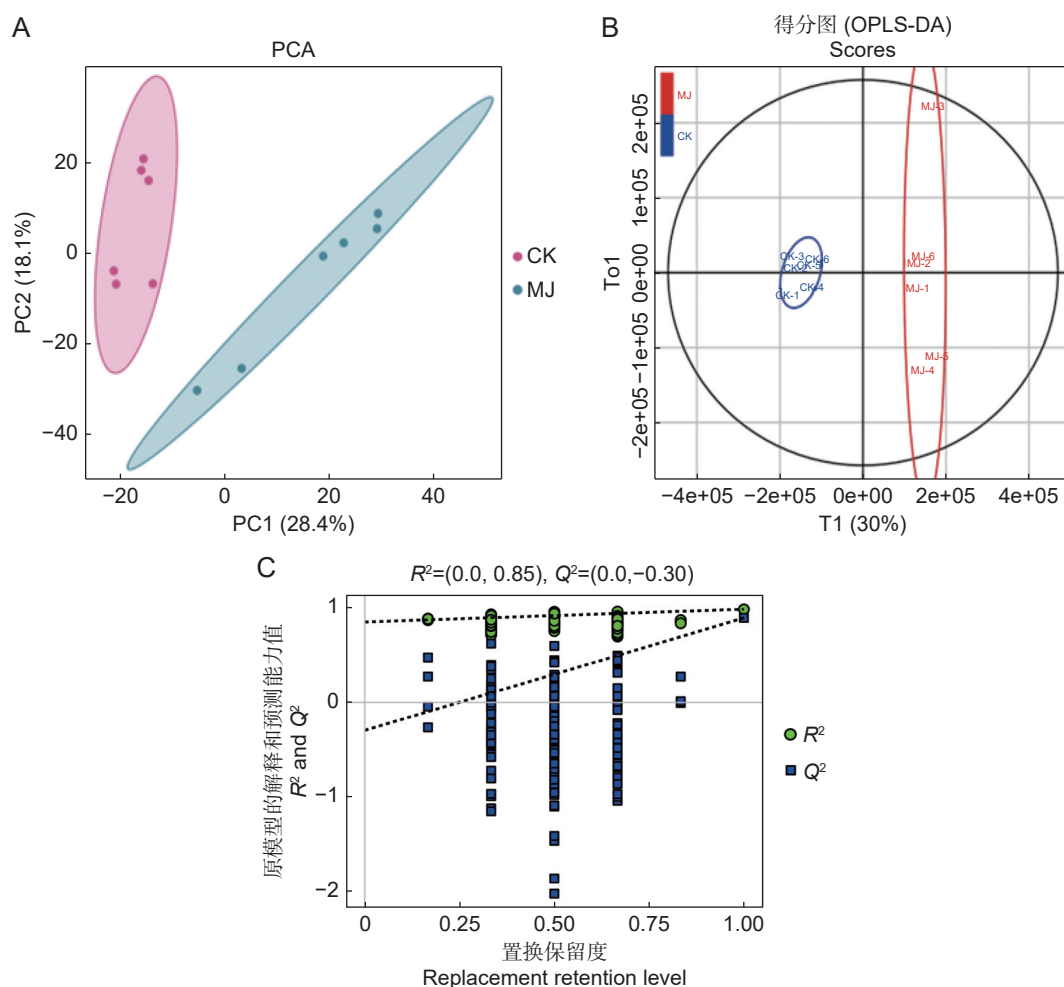 A
PCA
20
0
−20
−40
PC2 (18.1%)
−20
0
20
40
PC1 (28.4%)
CK
MJ
B
得分图 (OPLS-DA)
Scores
MJ
CK
2e+05
1e+05
0e+00
−1e+05
−2e+05
To1
MJ-3
MJ-6
MJ-2
MJ-1
MJ-5
MJ-4
CK-3
CK-6
CK-5
CK-2
CK-4
CK-1
−4e+05
−2e+05
0e+00
2e+05
4e+05
T1 (30%)
C
R²=(0.0, 0.85), Q²=(0.0,−0.30)
1
0
−1
−2
原模型的解释和预测能力值
R² and Q²
R²
Q²
0
0.25
0.50
0.75
1.00
置换保留度
Replacement retention level